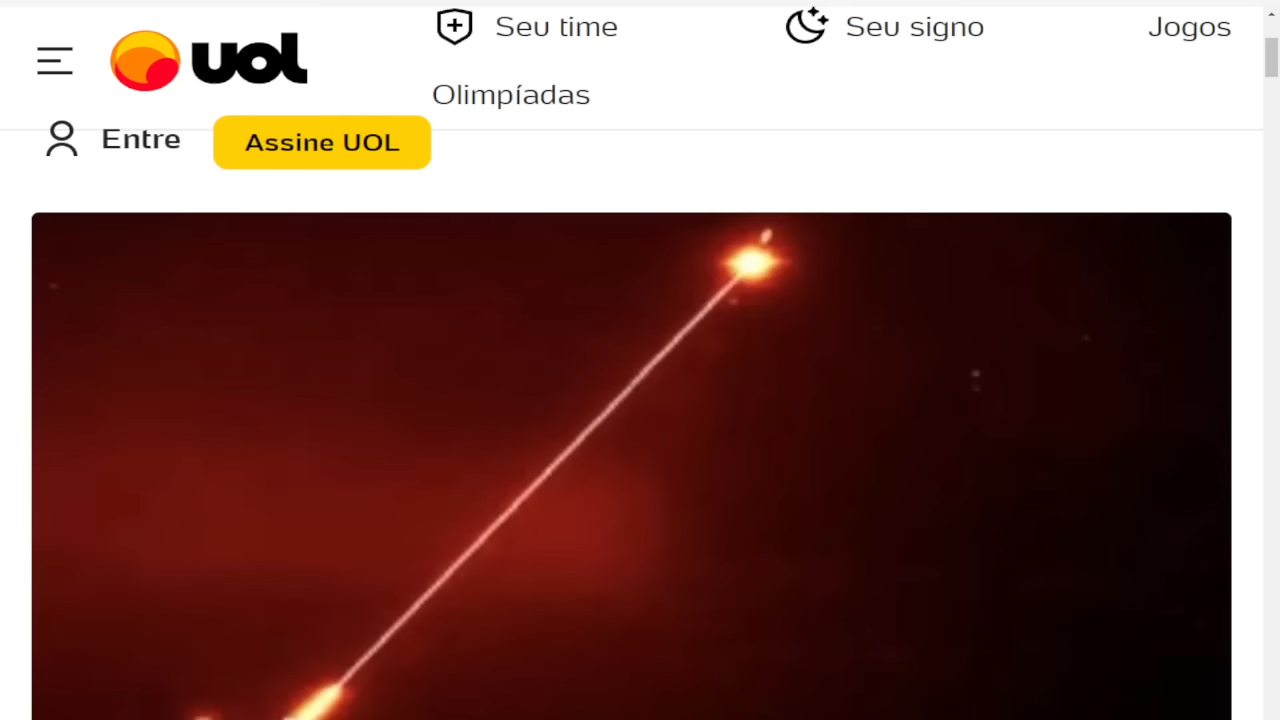 uol
Seu time
Seu signo
Jogos
Olimpíadas
Entre
Assine UOL